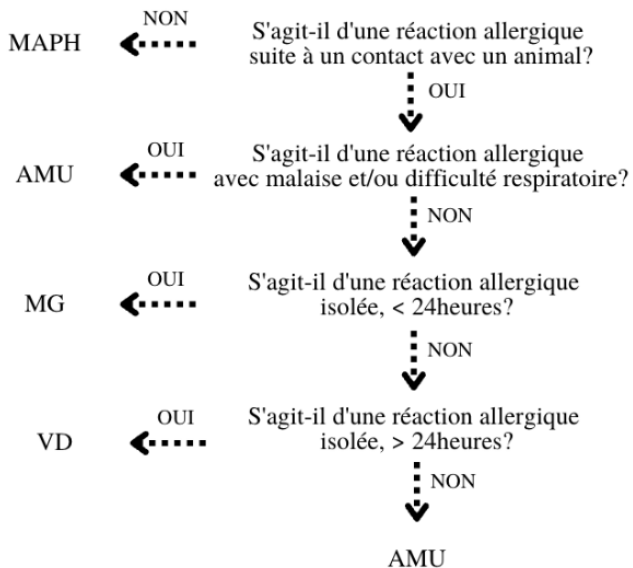 NON
MAPH
S'agit-il d'une réaction allergique
suite à un contact avec un animal?
OUI
OUI
AMU
S'agit-il d'une réaction allergique
avec malaise et/ou difficulté respiratoire?
NON
OUI
MG
S'agit-il d'une réaction allergique
isolée, < 24heures?
NON
OUI
VD
S'agit-il d'une réaction allergique
isolée, > 24heures?
NON
AMU